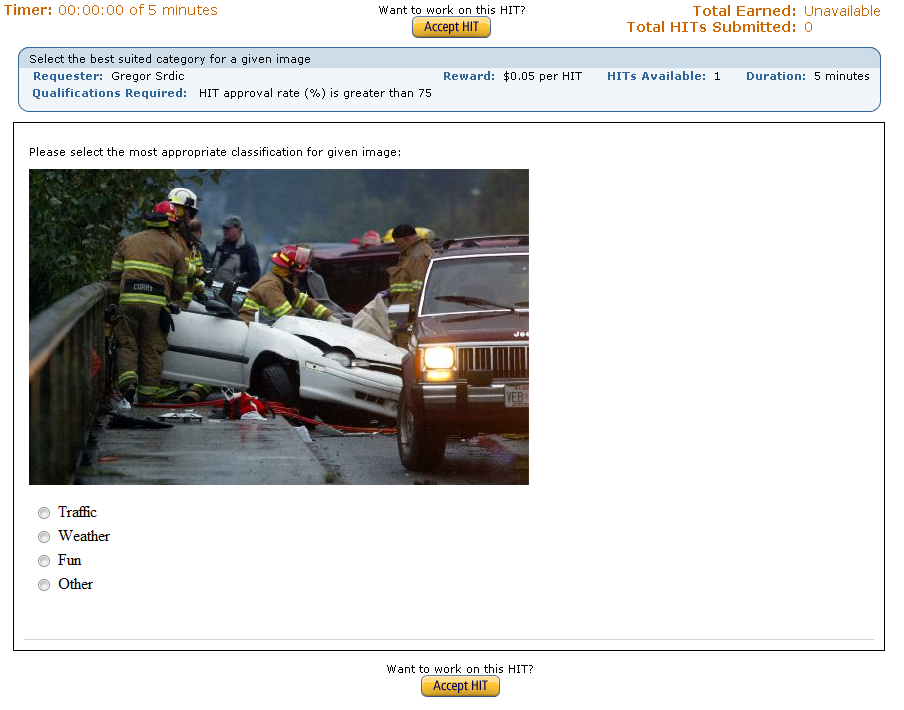 Timer: 00:00:00 of 5 minutes
Want to work on this HIT?
Accept HIT
Total Earned: Unavailable
Total HITs Submitted: 0
Select the best suited category for a given image
Requester: Gregor Srdic Reward: $0.05 per HIT HITs Available: 1 Duration: 5 minutes
Qualifications Required: HIT approval rate (%) is greater than 75
Please select the most appropriate classification for given image:
CURRY
VEB
Traffic
Weather
Fun
Other
Want to work on this HIT?
Accept HIT